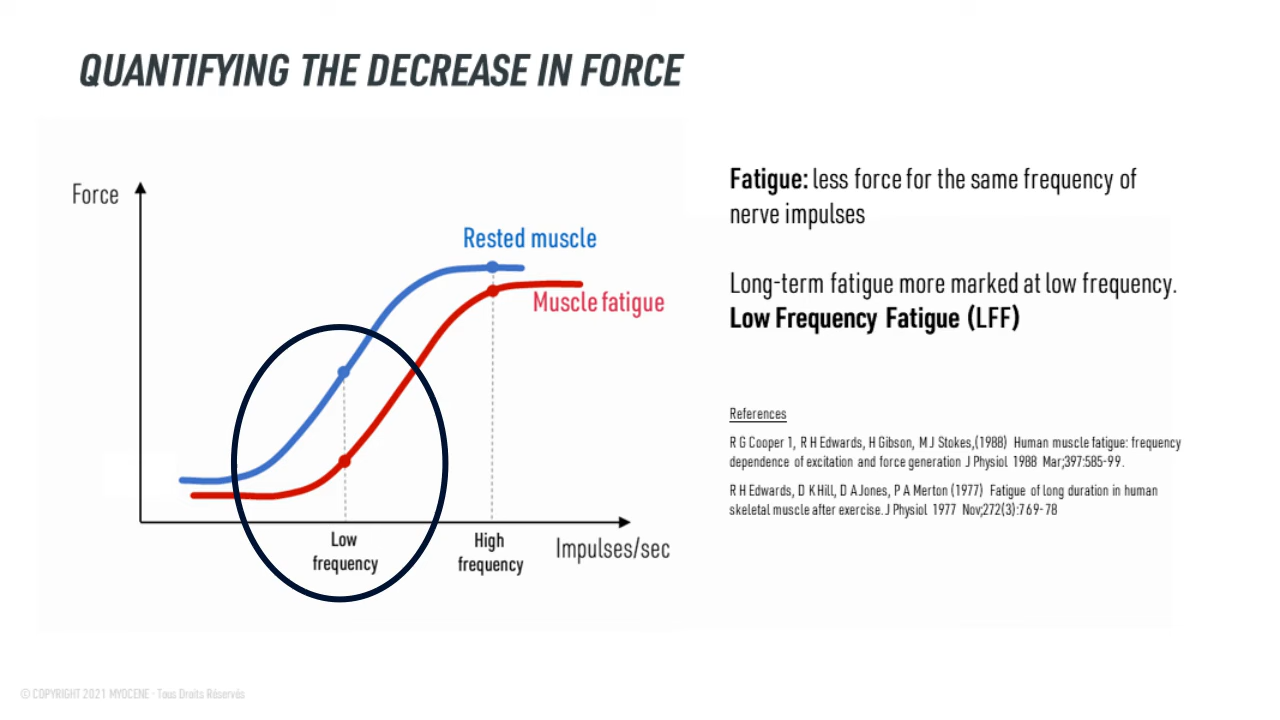 QUANTIFYING THE DECREASE IN FORCE
Force
Rested muscle
Muscle fatigue
Low
frequency
High
frequency
Impulses/sec
Fatigue: less force for the same frequency of
nerve impulses
Long-term fatigue more marked at low frequency.
Low Frequency Fatigue (LFF)
References
R G Cooper 1, R H Edwards, H Gibson, M J Stokes,(1988) Human muscle fatigue: frequency
dependence of excitation and force generation J Physiol 1988 Mar;397:585-99.
R H Edwards, D K Hill, D A Jones, P A Merton (1977) Fatigue of long duration in human
skeletal muscle after exercise. J Physiol 1977 Nov;272(3):769-78
© COPYRIGHT 2021 MYOCENE - Tous Droits Réservés